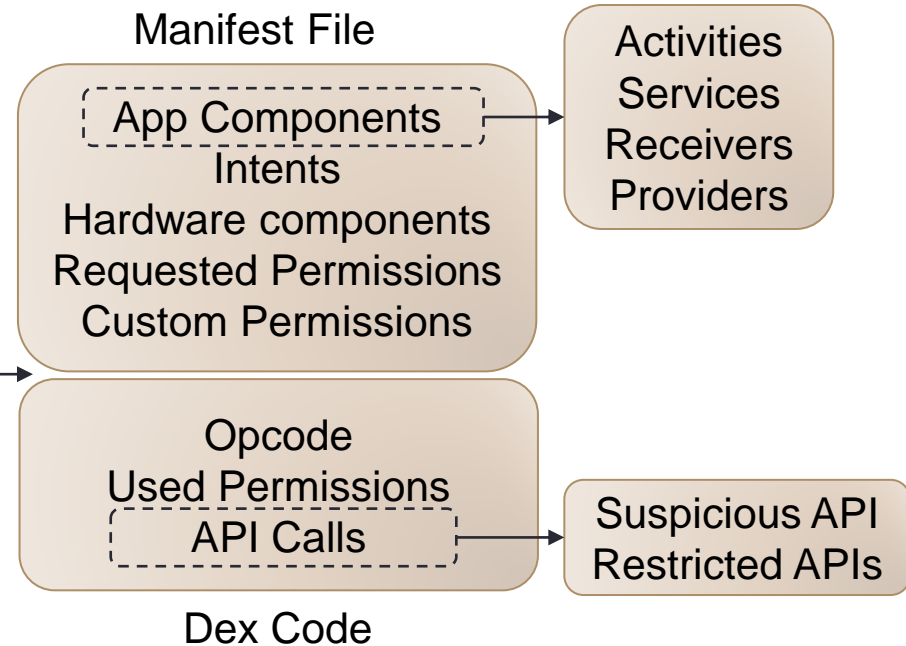 Manifest File
App Components
Intents
Hardware components
Requested Permissions
Custom Permissions
Activities
Services
Receivers
Providers
Opcode
Used Permissions
API Calls
Suspicious API
Restricted APIs
Dex Code